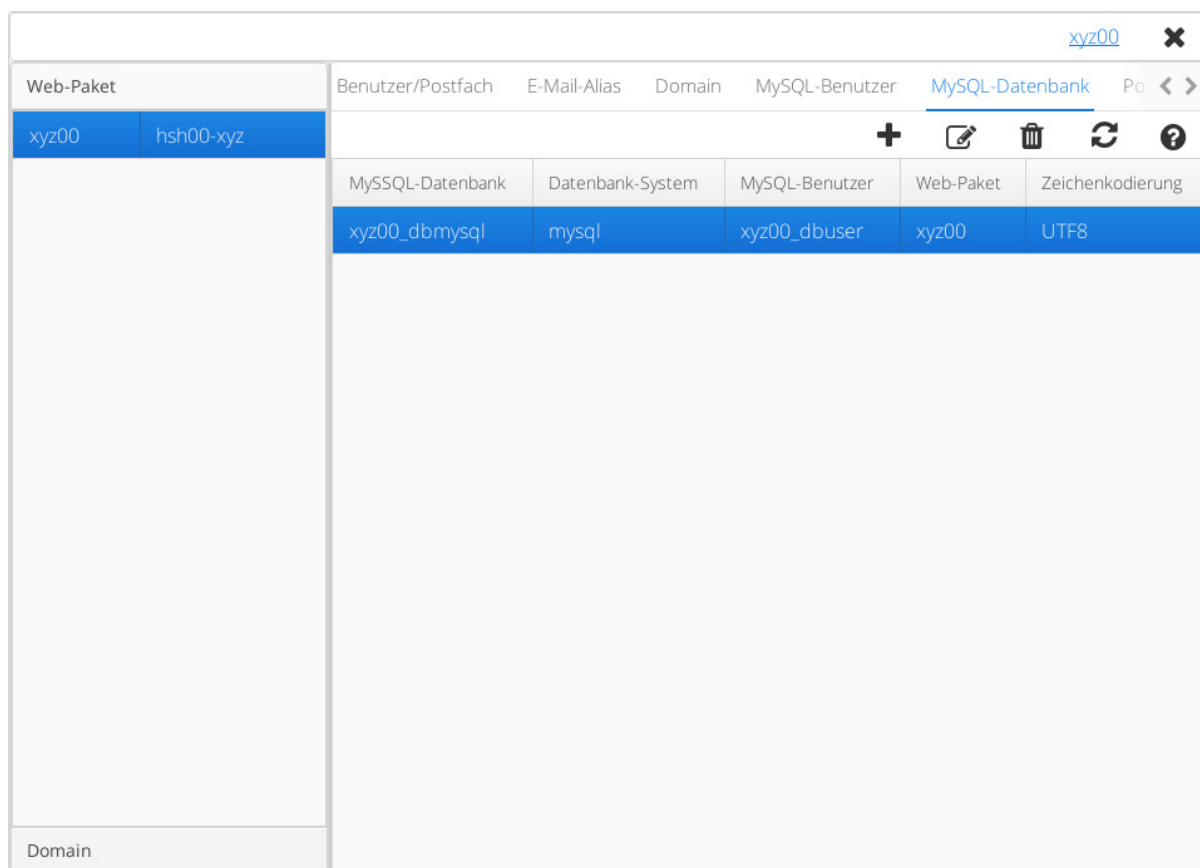 xyz00
Web-Paket
Benutzer/Postfach E-Mail-Alias Domain MySQL-Benutzer MySQL-Datenbank
xyz00 hsh00-xyz
MySSQL-Datenbank Datenbank-System MySQL-Benutzer Web-Paket Zeichenkodierung
xyz00_dbmysql mysql xyz00_dbuser xyz00 UTF8
Domain